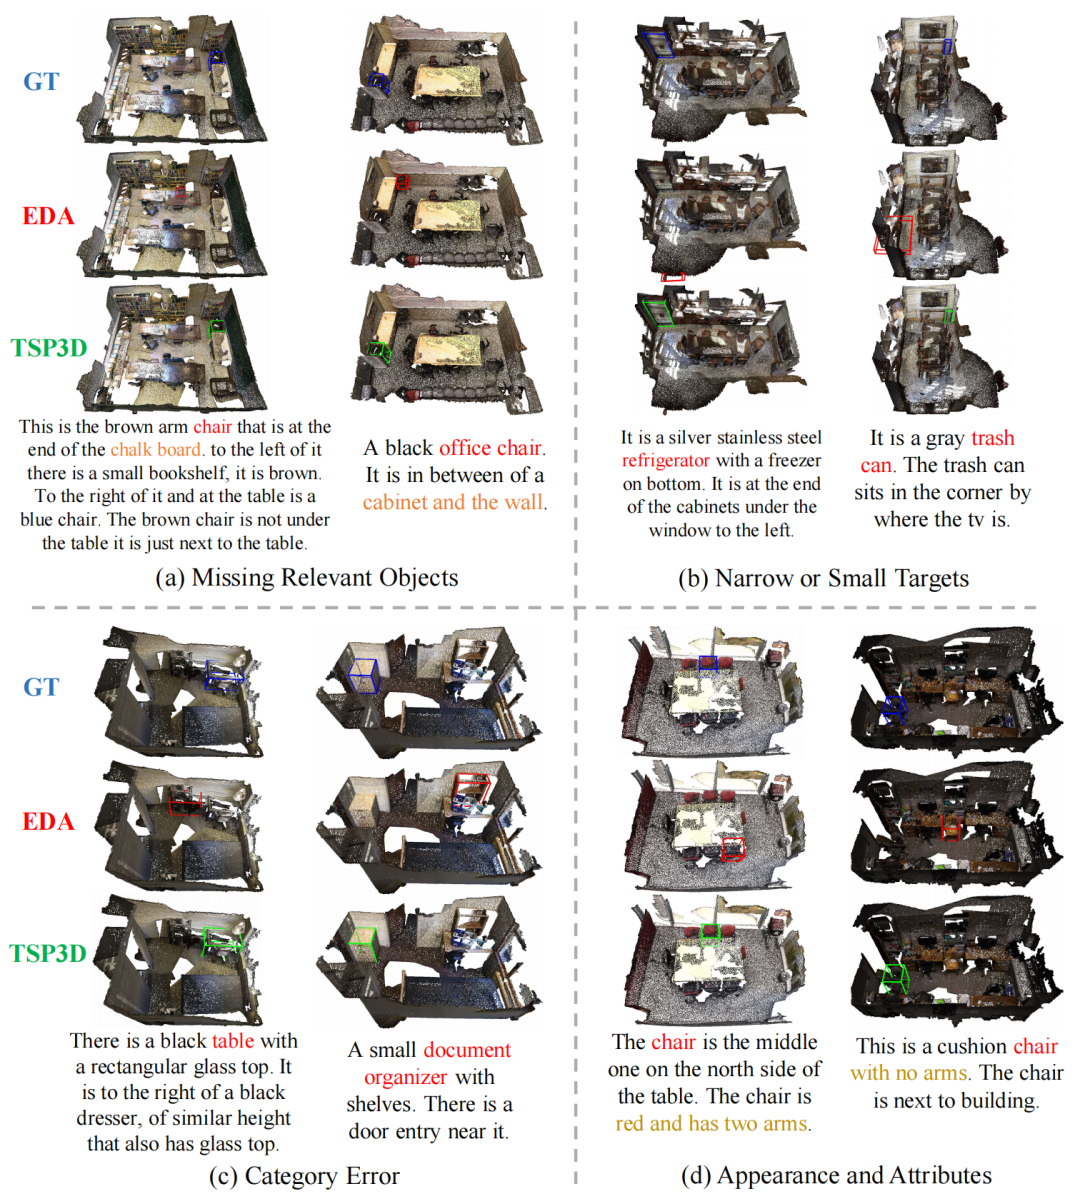 GT
EDA
TSP3D
This is the brown arm chair that is at the
end of the chalk board. to the left of it
there is a small bookshelf, it is brown.
To the right of it and at the table is a
blue chair. The brown chair is not under
the table it is just next to the table.
A black office chair.
It is in between of a
cabinet and the wall.
(a) Missing Relevant Objects
It is a silver stainless steel
refrigerator with a freezer
on bottom. It is at the end
of the cabinets under the
window to the left.
It is a gray trash
can. The trash can
sits in the corner by
where the tv is.
(b) Narrow or Small Targets
GT
EDA
TSP3D
There is a black table with
a rectangular glass top. It
is to the right of a black
dresser, of similar height
that also has glass top.
A small document
organizer with
shelves. There is a
door entry near it.
(c) Category Error
The chair is the middle
one on the north side of
the table. The chair is
red and has two arms.
This is a cushion chair
with no arms. The chair
is next to building.
(d) Appearance and Attributes